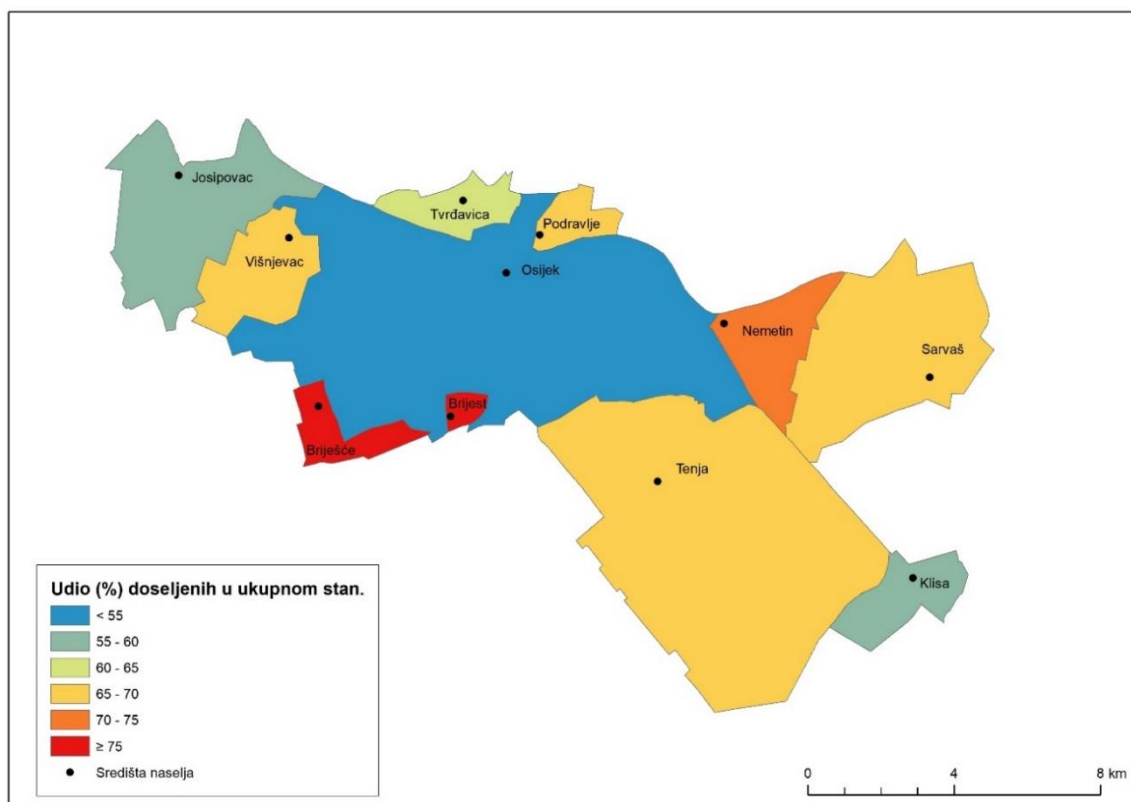 Josipovac
Tvrđavica
Podravlje
Višnjevac
Osijek
Nemetin
Sarvaš
Brijest
Briješće
Tenja
Klisa
Udio (%) doseljenih u ukupnom stan.
< 55
55 - 60
60 - 65
65 - 70
70 - 75
≥ 75
Središta naselja
0 4 8 km